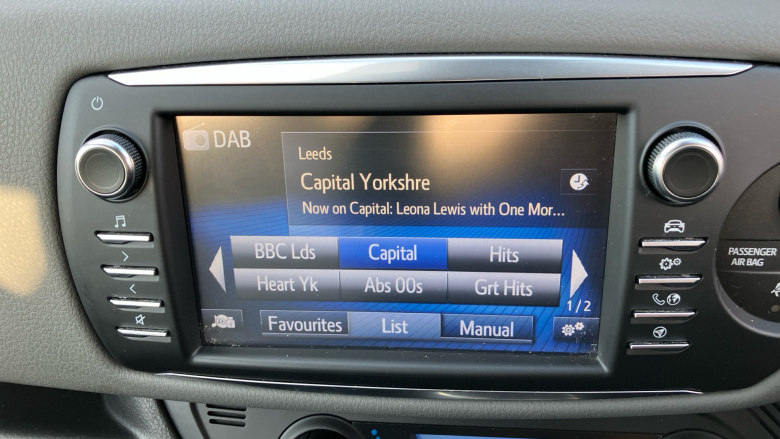 DAB
Leeds
Capital Yorkshre
Now on Capital: Leona Lewis with One Mor...
BBC Lds Capital Hits
Heart Yk Abs 00s Grt Hits
1/2
Favourites List Manual
PASSENGER
AIR BAG